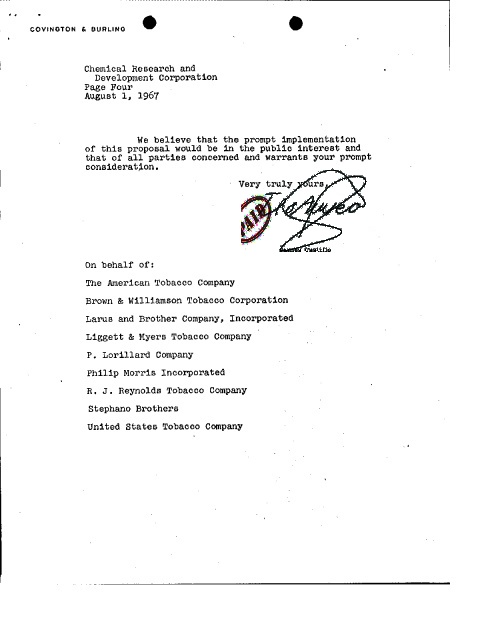 COVINGTON & BURLING
Chemical Research and
Development Corporation
Page Four
August 1, 1967
We believe that the prompt implementation
of this proposal would be in the public interest and
that of all parties concerned and warrants your prompt
consideration.
Very truly yours,
PAID
On behalf of:
The American Tobacco Company
Brown & Williamson Tobacco Corporation
Larus and Brother Company, Incorporated
Liggett & Myers Tobacco Company
P. Lorillard Company
Philip Morris Incorporated
R. J. Reynolds Tobacco Company
Stephano Brothers
United States Tobacco Company